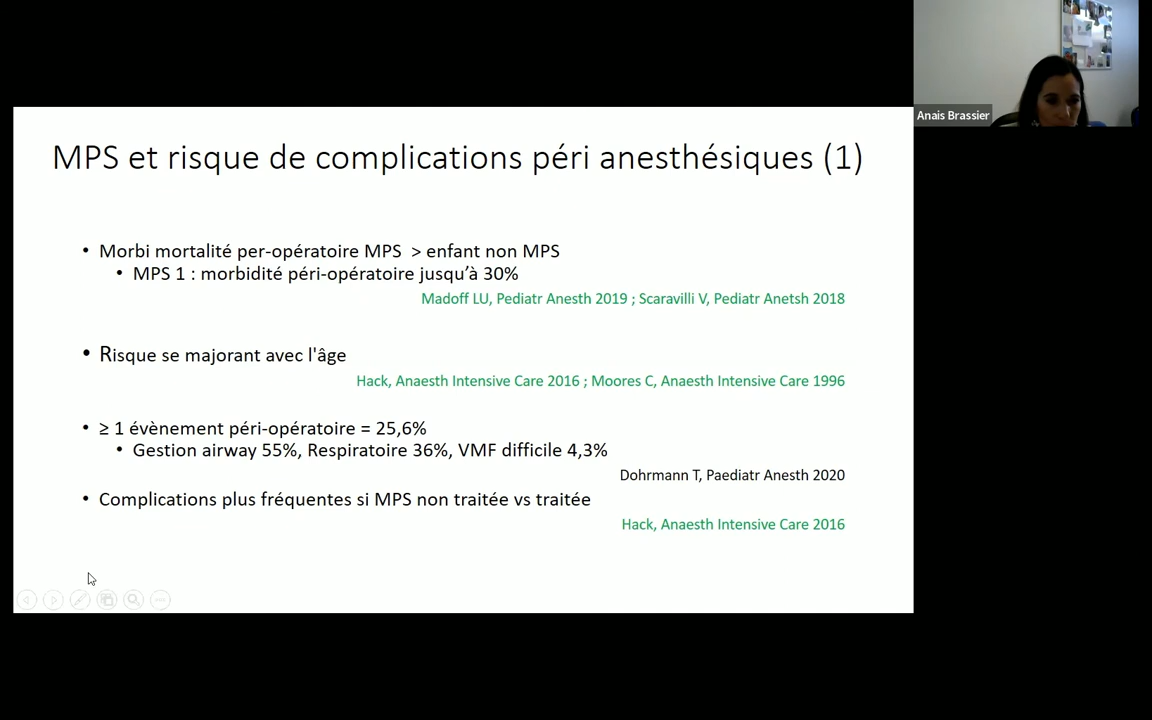 Anais Brassier
MPS et risque de complications péri anesthésiques (1)
• Morbi mortalité per-opératoire MPS > enfant non MPS
• MPS 1 : morbidité péri-opératoire jusqu’à 30%
Madoff LU, Pediatr Anesth 2019 ; Scaravilli V, Pediatr Anetsh 2018
• Risque se majorant avec l'âge
Hack, Anaesth Intensive Care 2016 ; Moores C, Anaesth Intensive Care 1996
• ≥ 1 évènement péri-opératoire = 25,6%
• Gestion airway 55%, Respiratoire 36%, VMF difficile 4,3%
Dohrmann T, Paediatr Anesth 2020
• Complications plus fréquentes si MPS non traitée vs traitée
Hack, Anaesth Intensive Care 2016